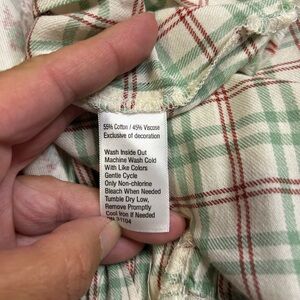 55% Cotton / 45% Viscose
Exclusive of decoration
Wash Inside Out
Machine Wash Cold
With Like Colors
Gentle Cycle
Only Non-chlorine
Bleach When Needed
Tumble Dry Low,
Remove Promptly
Cool Iron If Needed